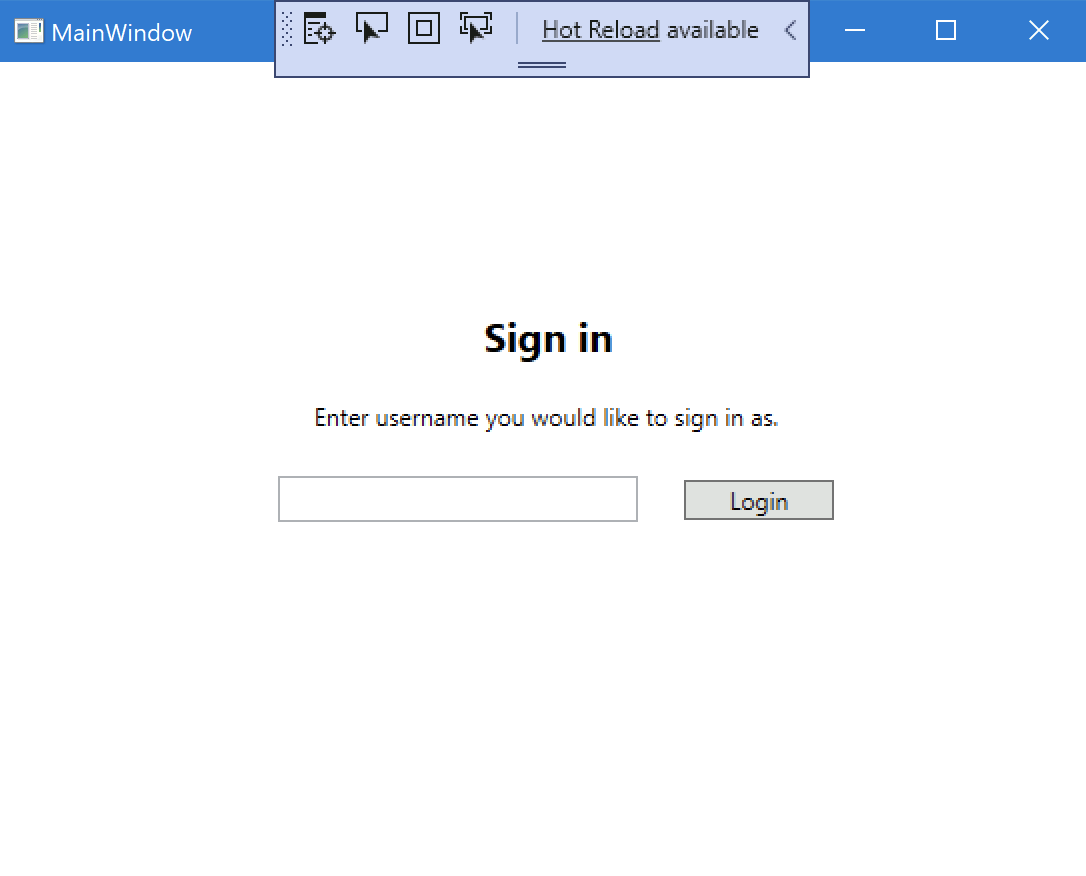 MainWindow
Hot Reload available
Sign in
Enter username you would like to sign in as.
Login